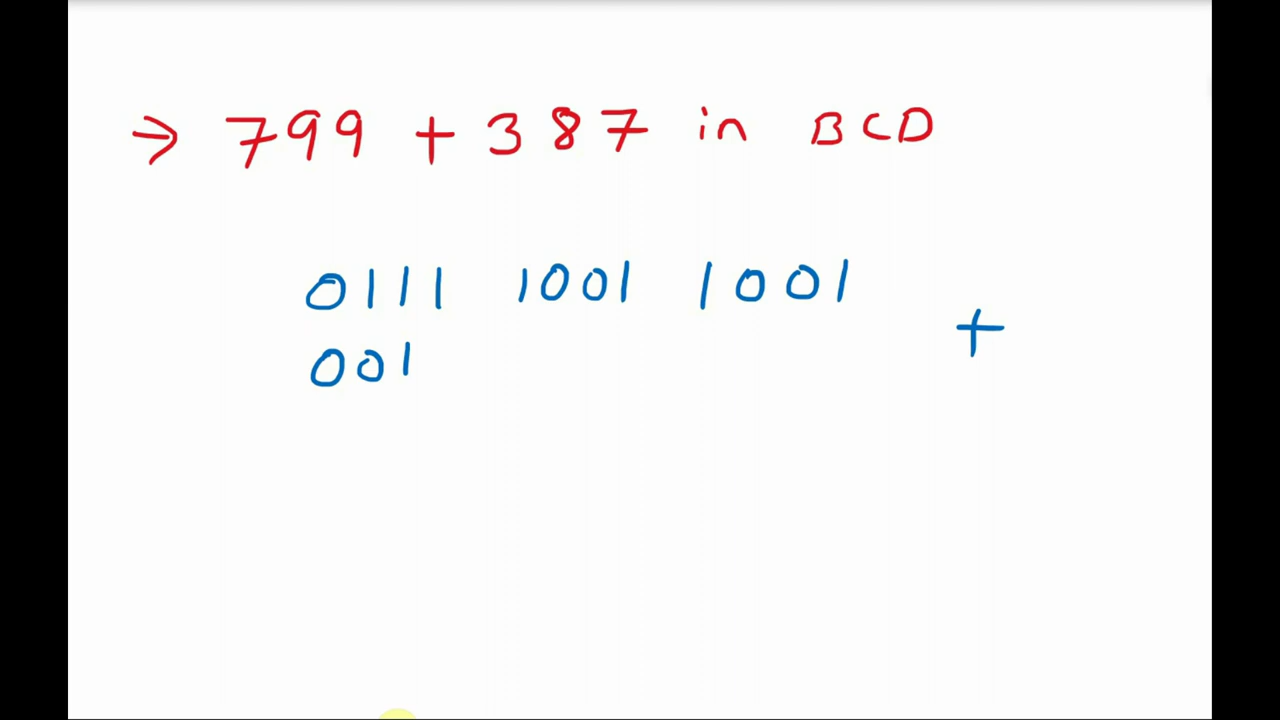 → 799 + 387 in BCD
0111 1001 1001
+
001